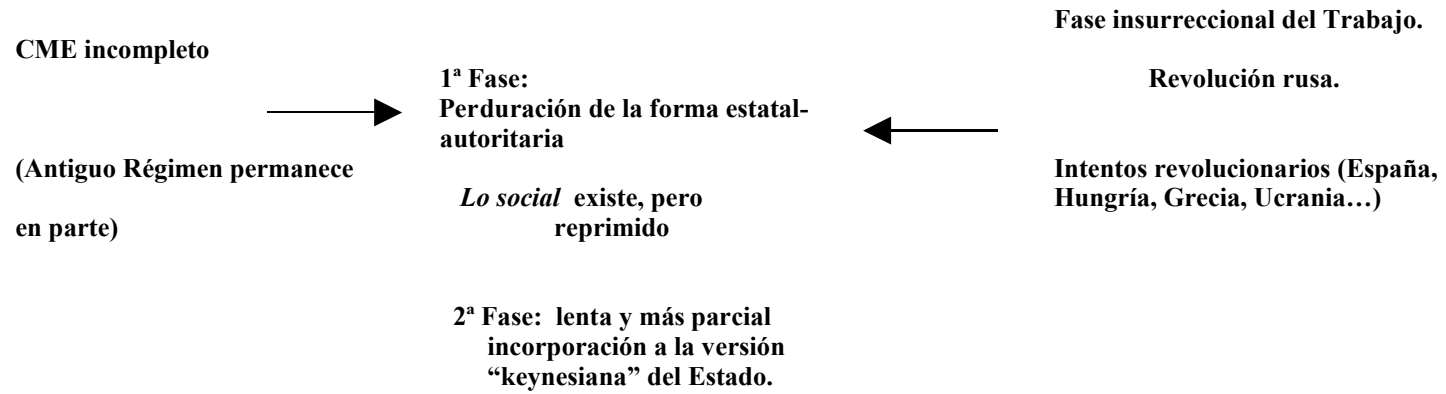 CME incompleto
(Antiguo Régimen permanece
en parte)
1ª Fase:
Perduración de la forma estatal-
autoritaria
Lo social existe, pero
reprimido
2ª Fase: lenta y más parcial
incorporación a la versión
“keynesiana” del Estado.
Fase insurreccional del Trabajo.
Revolución rusa.
Intentos revolucionarios (España,
Hungría, Grecia, Ucrania…)